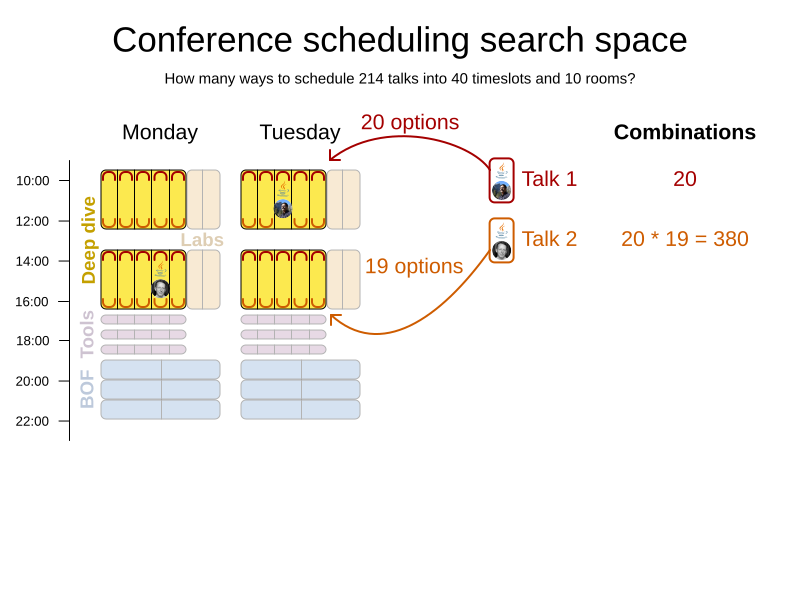 Conference scheduling search space
How many ways to schedule 214 talks into 40 timeslots and 10 rooms?
Monday
Tuesday
20 options
Combinations
10:00
12:00
14:00
16:00
18:00
20:00
22:00
Deep dive
Labs
Tools
BOF
Talk 1
20
Talk 2
20 * 19 = 380
19 options